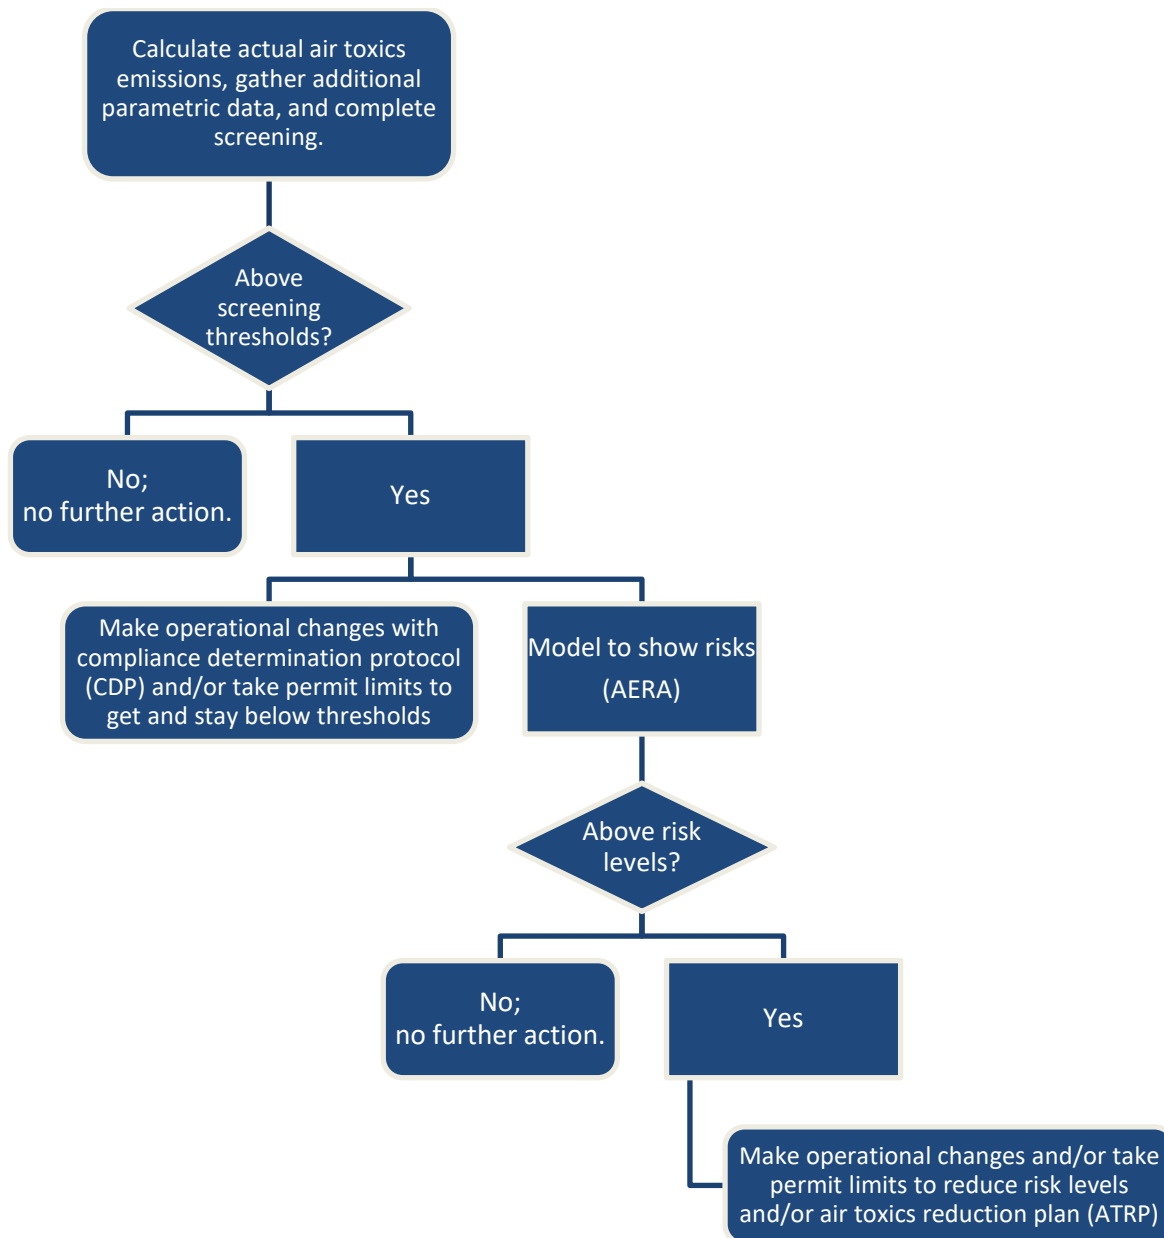 Calculate actual air toxics
emissions, gather additional
parametric data, and complete
screening.
Above
screening
thresholds?
No;
no further action.
Yes
Make operational changes with
compliance determination protocol
(CDP) and/or take permit limits to
get and stay below thresholds
Model to show risks
(AERA)
Above risk
levels?
No;
no further action.
Yes
Make operational changes and/or take
permit limits to reduce risk levels
and/or air toxics reduction plan (ATRP)